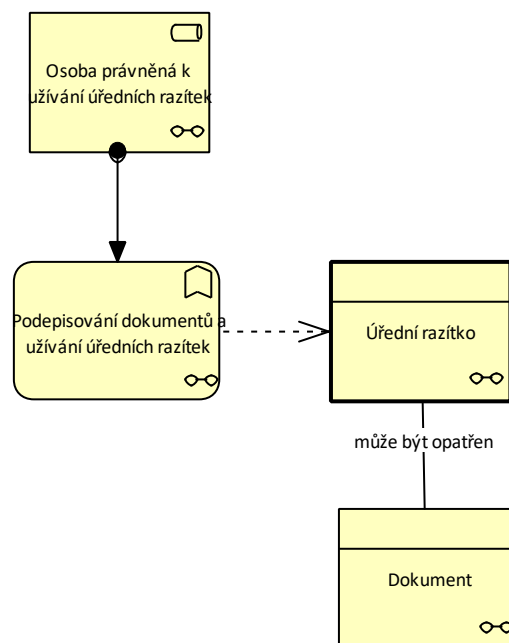 Osoba právněná k
užívání úředních razítek
Podepisování dokumentů a
užívání úředních razítek
Úřední razítko
může být opatřen
Dokument